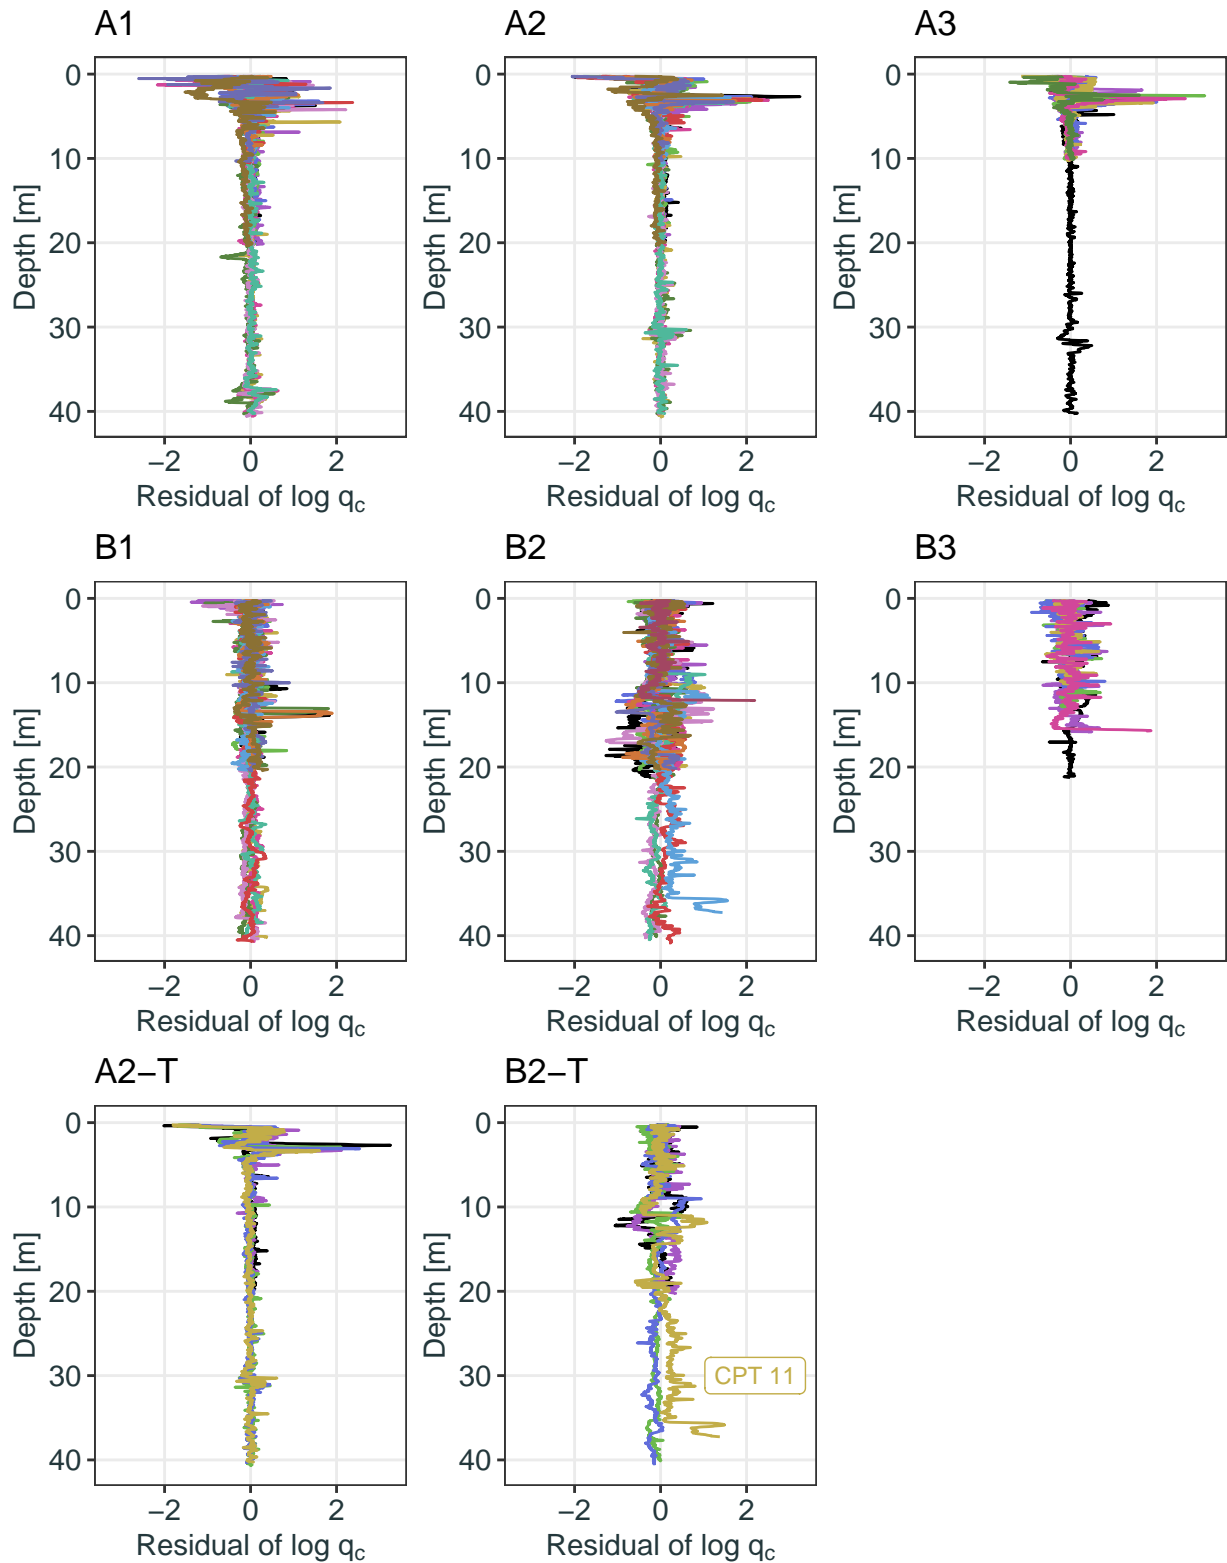 A1 A2 A3
0 0 0
10 10 10
20 20 20
30 30 30
40 40 40
Depth [m] Depth [m] Depth [m]
−2 0 2 −2 0 2 −2 0 2
Residual of log qc Residual of log qc Residual of log qc
B1 B2 B3
0 0 0
10 10 10
20 20 20
30 30 30
40 40 40
Depth [m] Depth [m] Depth [m]
−2 0 2 −2 0 2 −2 0 2
Residual of log qc Residual of log qc Residual of log qc
A2−T B2−T
0 0
10 10
20 20
30 30
40 40
Depth [m] Depth [m]
CPT 11
−2 0 2 −2 0 2
Residual of log qc Residual of log qc